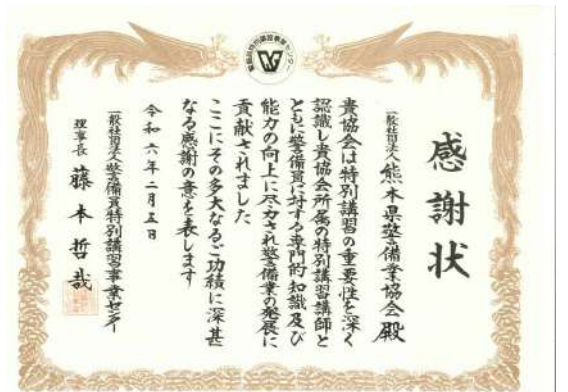 感謝状
一般社団法人熊本県警備業協会殿
貴協会は特別講習の重要性を深く
認識し貴協会所属の特別講習講師と
ともに警備員に対する専門的知識及び
能力の向上に尽力され警備業の発展に
貢献されました
ここにその多大なるご功績に深甚
なる感謝の意を表します
令和六年二月五日
一般社団法人警備員特別講習事業センター
理事長 藤本哲哉